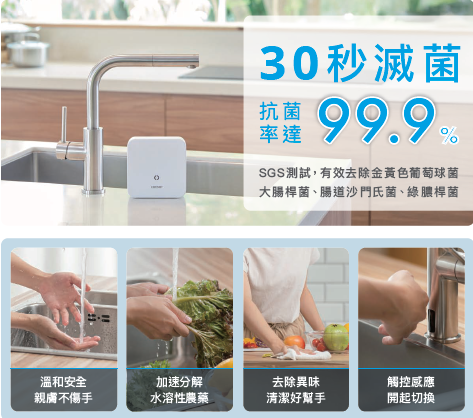 30秒滅菌
抗菌
率達
99.9%
SGS測試，有效去除金黃色葡萄球菌
大腸桿菌、腸道沙門氏菌、綠膿桿菌
溫和安全
親膚不傷手
加速分解
水溶性農藥
去除異味
清潔好幫手
觸控感應
開起切換